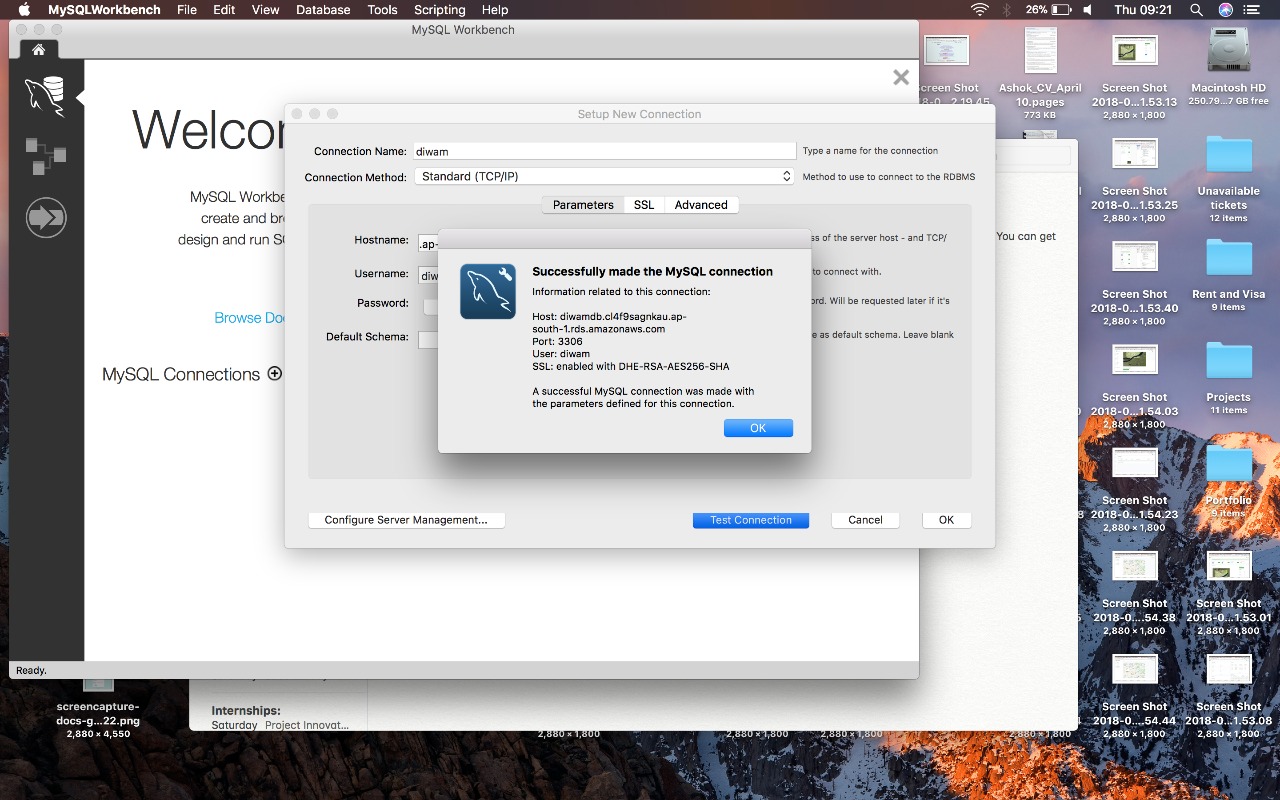 MySQLWorkbench File Edit View Database Tools Scripting Help 26% Thu 09:21
MySQL Workbench
Setup New Connection
Connection Name: diwam Type a name for the connection
Connection Method: Standard (TCP/IP) Method to use to connect to the RDBMS
Parameters SSL Advanced
Hostname: .ap- of the server host - and TCP/
Username: to connect with.
Password: Will be requested later if it's
Default Schema: as default schema. Leave blank
Successfully made the MySQL connection
Information related to this connection:
Host: diwamdb.cl4f9sagnkau.ap-
south-1.rds.amazonaws.com
Port: 3306
User: diwam
SSL: enabled with DHE-RSA-AES256-SHA
A successful MySQL connection was made with
the parameters defined for this connection.
OK
Configure Server Management... Test Connection Cancel OK
MySQL Workbe
create and br
design and run
Browse Do
MySQL Connections
Ready.
You can get
Internships:
Saturday Project Innovat...
screencapture-
docs-g...22.png
2,880 × 4,550
2,880 × 1,800
2,880 × 1,800
2,880 × 1,800
2,880 × 1,800
2,880 × 1,800
Ashok_CV_April
10.pages
773 KB
Screen Shot
2018-0...1.53.13
2,880 × 1,800
Macintosh HD
250.79...7 GB free
Screen Shot
2018-0...1.53.25
2,880 × 1,800
Unavailable
tickets
12 items
Screen Shot
2018-0...1.53.40
2,880 × 1,800
Rent and Visa
9 items
Screen Shot
2018-0...1.54.03
2,880 × 1,800
Projects
11 items
Screen Shot
2018-0...1.54.23
2,880 × 1,800
Portfolio
9 items
Screen Shot
2018-0....54.38
2,880 × 1,800
Screen Shot
2018-0...1.53.01
2,880 × 1,800
Screen Shot
2018-0....54.44
2,880 × 1,800
Screen Shot
2018-0...1.53.08
2,880 × 1,800